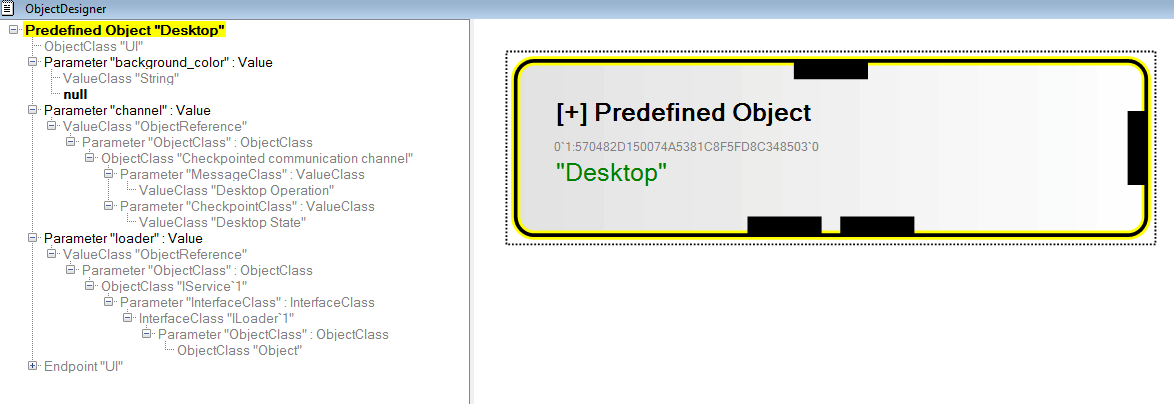 ObjectDesigner
Predefined Object "Desktop"
ObjectClass "UI"
Parameter "background_color" : Value
ValueClass "String"
null
Parameter "channel" : Value
ValueClass "ObjectReference"
Parameter "ObjectClass" : ObjectClass
ObjectClass "Checkpointed communication channel"
Parameter "MessageClass" : ValueClass
ValueClass "Desktop Operation"
Parameter "CheckpointClass" : ValueClass
ValueClass "Desktop State"
Parameter "loader" : Value
ValueClass "ObjectReference"
Parameter "ObjectClass" : ObjectClass
ObjectClass "IService`1"
Parameter "InterfaceClass" : InterfaceClass
InterfaceClass "ILoader`1"
Parameter "ObjectClass" : ObjectClass
ObjectClass "Object"
Endpoint "UI"
[+] Predefined Object
0`1:570482D150074A5381C8F5FD8C348503`0
"Desktop"